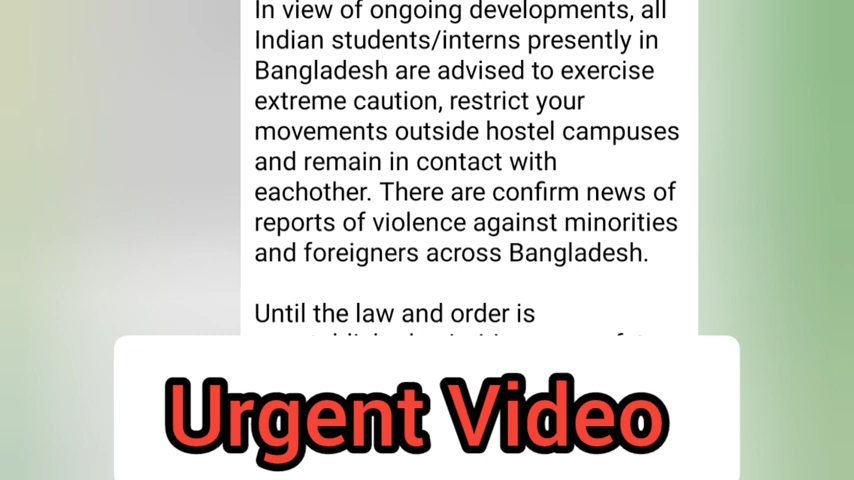 In view of ongoing developments, all
Indian students/interns presently in
Bangladesh are advised to exercise
extreme caution, restrict your
movements outside hostel campuses
and remain in contact with
eachother. There are confirm news of
reports of violence against minorities
and foreigners across Bangladesh.
Until the law and order is
Urgent Video